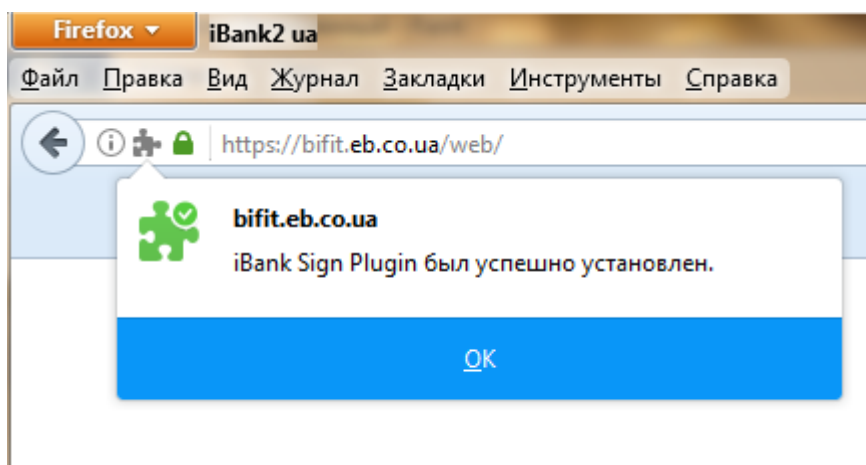 Firefox
iBank2 ua
Файл Правка Вид Журнал Закладки Инструменты Справка
https://bifit.eb.co.ua/web/
bifit.eb.co.ua
iBank Sign Plugin был успешно установлен.
OK